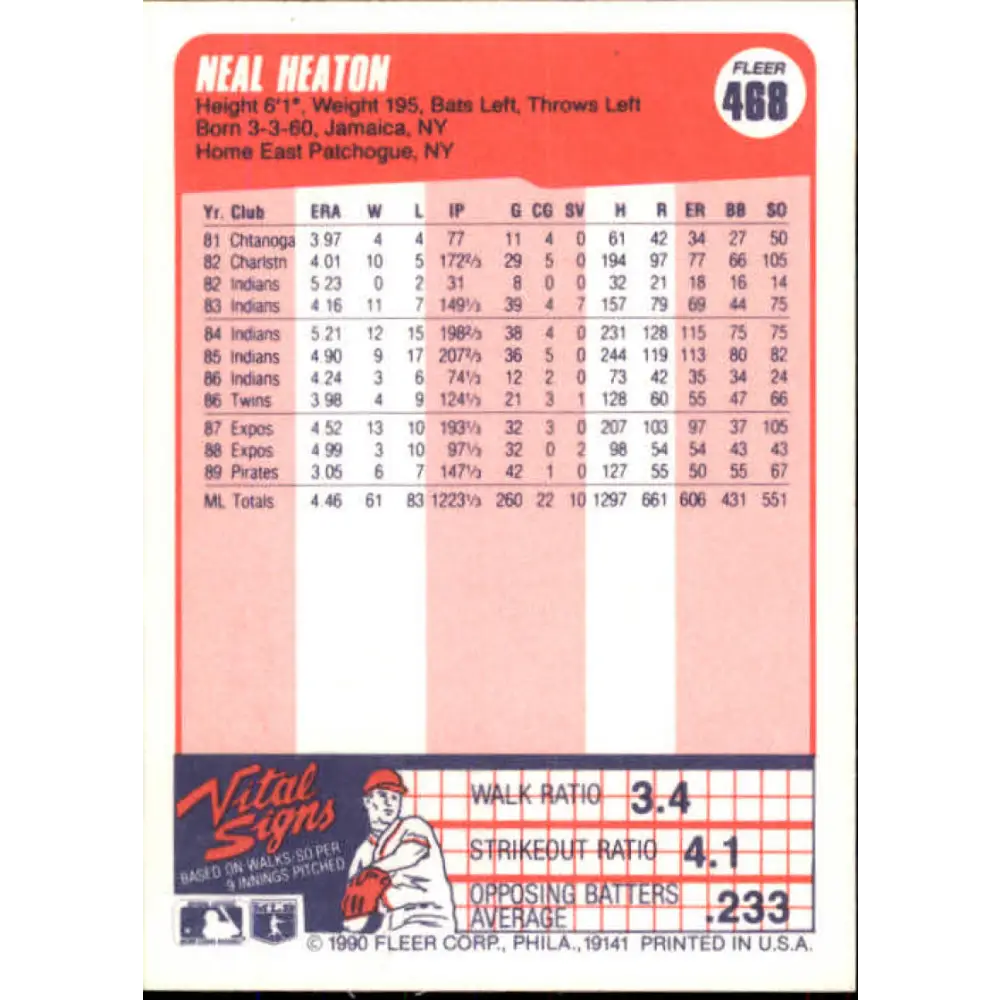 NEAL HEATON
FLEER
468
Height 6'1", Weight 195, Bats Left, Throws Left
Born 3-3-60, Jamaica, NY
Home East Patchogue, NY
Yr. Club ERA W L IP G CG SV H R ER BB SO
81 Chtanoga 3.97 4 4 77 11 4 0 61 42 34 27 50
82 Charlstn 4.01 10 5 172⅔ 29 5 0 194 97 77 66 105
82 Indians 5.23 0 2 31 8 0 0 32 21 18 16 14
83 Indians 4.16 11 7 149⅓ 39 4 7 157 79 69 44 75
84 Indians 5.21 12 15 198⅔ 38 4 0 231 128 115 75 75
85 Indians 4.90 9 17 207⅔ 36 5 0 244 119 113 80 82
86 Indians 4.24 3 6 74⅓ 12 2 0 73 42 35 34 24
86 Twins 3.98 4 9 124⅓ 21 3 1 128 60 55 47 66
87 Expos 4.52 13 10 193⅓ 32 3 0 207 103 97 37 105
88 Expos 4.99 3 10 97⅓ 32 0 2 98 54 54 43 43
89 Pirates 3.05 6 7 147⅓ 42 1 0 127 55 50 55 67
ML Totals 4.46 61 83 1223⅓ 260 22 10 1297 661 606 431 551
Vital
Signs
BASED ON WALKS/SO PER
9 INNINGS PITCHED
WALK RATIO 3.4
STRIKEOUT RATIO 4.1
OPPOSING BATTERS
AVERAGE .233
© 1990 FLEER CORP., PHILA., 19141 PRINTED IN U.S.A.